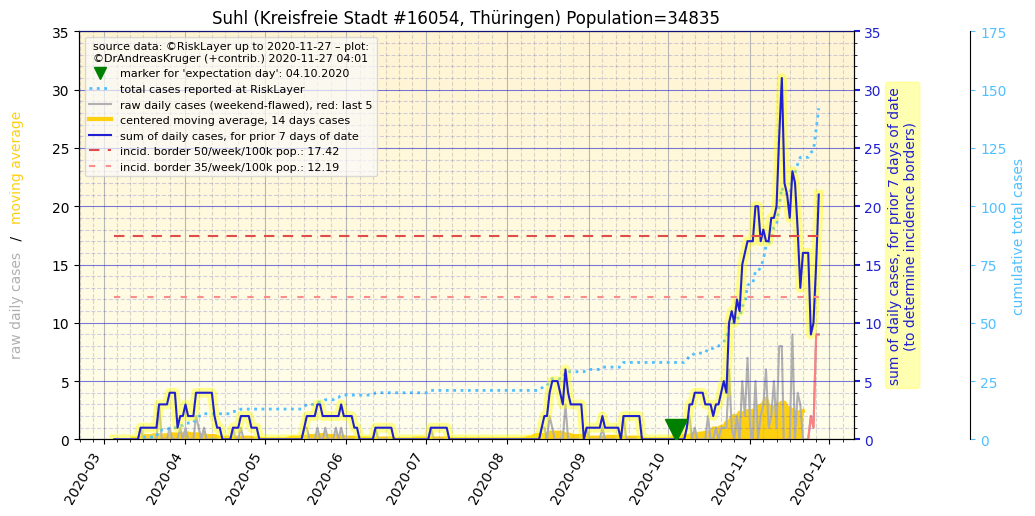 Suhl (Kreisfreie Stadt #16054, Thüringen) Population=34835
source data: ©RiskLayer up to 2020-11-27 – plot:
©DrAndreasKruger (+contrib.) 2020-11-27 04:01
marker for 'expectation day': 04.10.2020
total cases reported at RiskLayer
raw daily cases (weekend-flawed), red: last 5
centered moving average, 14 days cases
sum of daily cases, for prior 7 days of date
incid. border 50/week/100k pop.: 17.42
incid. border 35/week/100k pop.: 12.19
raw daily cases / moving average
35
30
25
20
15
10
5
0
2020-03
2020-04
2020-05
2020-06
2020-07
2020-08
2020-09
2020-10
2020-11
2020-12
35
30
25
20
15
10
5
0
sum of daily cases, for prior 7 days of date
(to determine incidence borders)
175
150
125
100
75
50
25
0
cumulative total cases